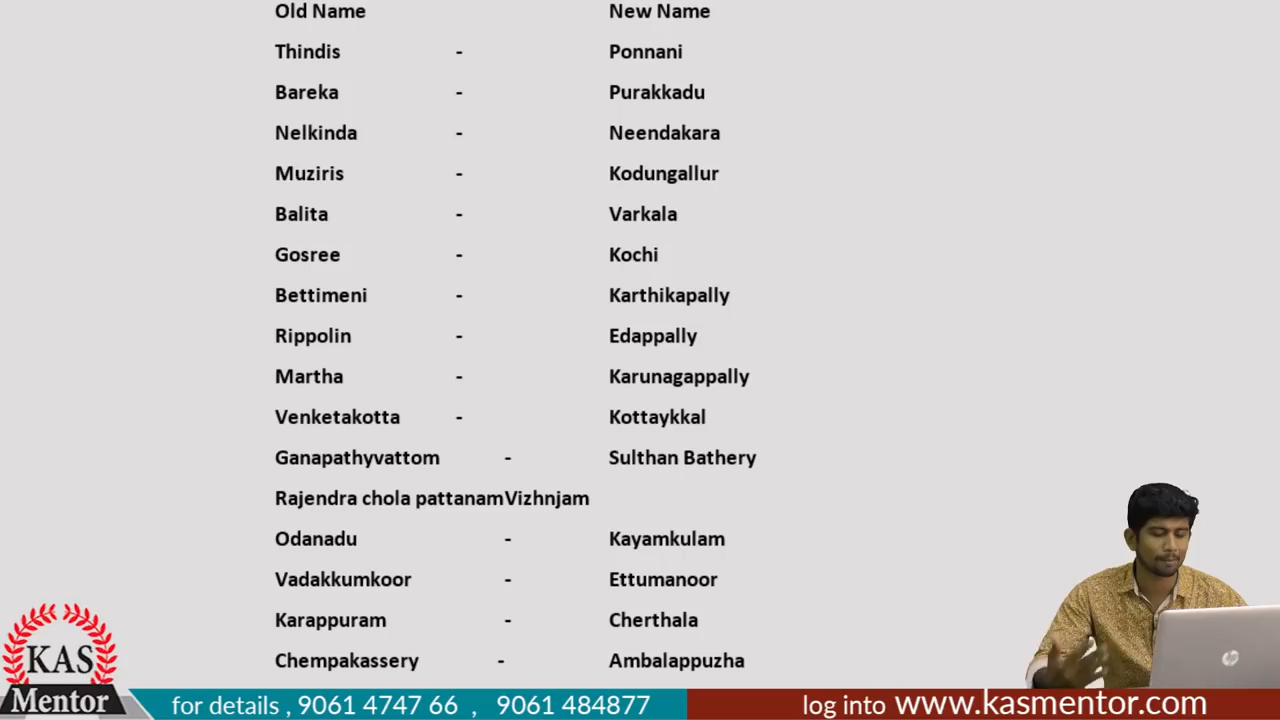 Old Name New Name
Thindis - Ponnani
Bareka - Purakkadu
Nelkinda - Neendakara
Muziris - Kodungallur
Balita - Varkala
Gosree - Kochi
Bettimeni - Karthikapally
Rippolin - Edappally
Martha - Karunagappally
Venketakotta - Kottaykkal
Ganapathyvattom - Sulthan Bathery
Rajendra chola pattanamVizhnjam
Odanadu - Kayamkulam
Vadakkumkoor - Ettumanoor
Karappuram - Cherthala
Chempakassery - Ambalappuzha
KAS
Mentor
for details , 9061 4747 66 , 9061 484877
log into www.kasmentor.com
hp